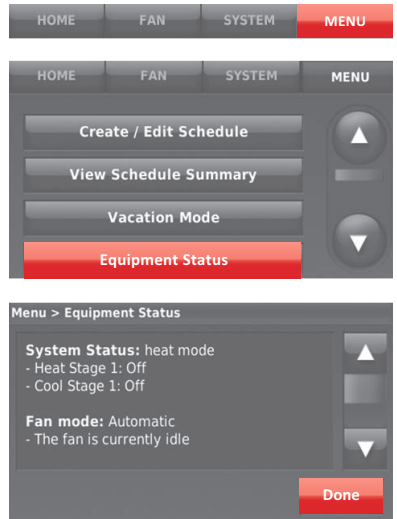 HOME FAN SYSTEM MENU
HOME FAN SYSTEM MENU
Create / Edit Schedule
View Schedule Summary
Vacation Mode
Equipment Status
Menu > Equipment Status
System Status: heat mode
- Heat Stage 1: Off
- Cool Stage 1: Off
Fan mode: Automatic
- The fan is currently idle
Done